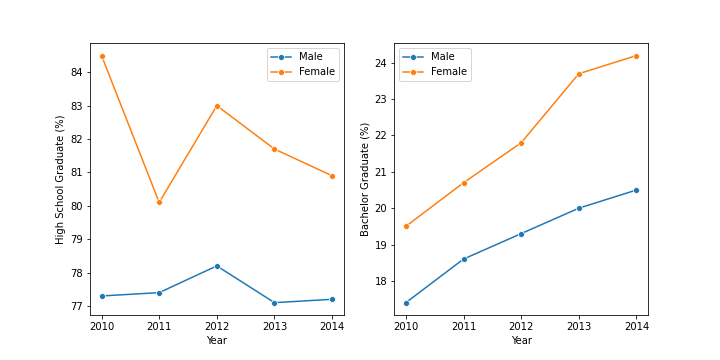 High School Graduate (%)
84
83
82
81
80
79
78
77
Male
Female
2010 2011 2012 2013 2014
Year
Bachelor Graduate (%)
24
23
22
21
20
19
18
Male
Female
2010 2011 2012 2013 2014
Year